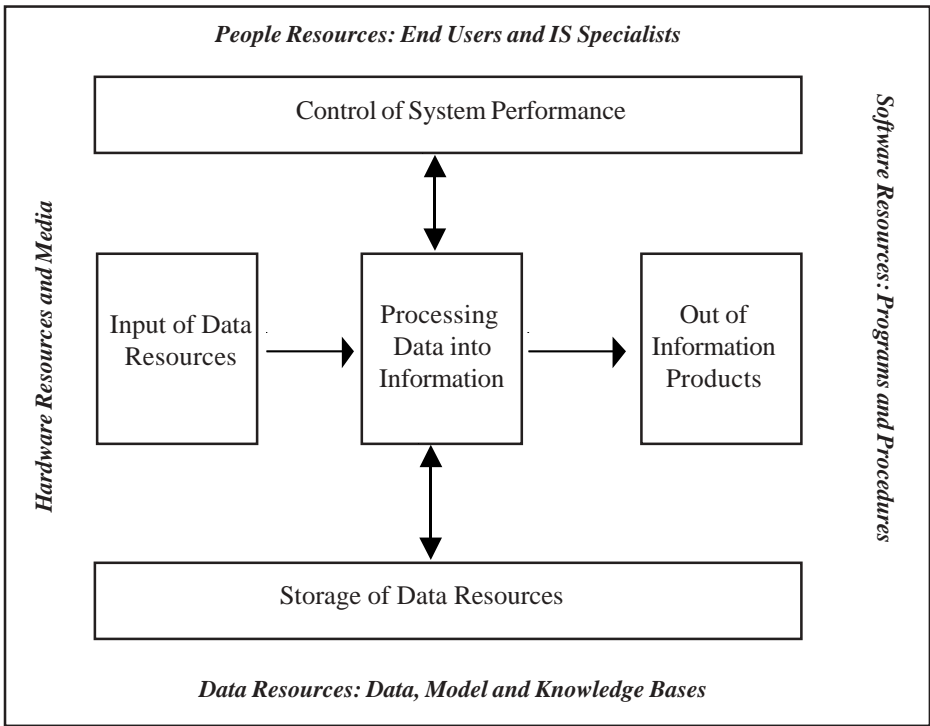 People Resources: End Users and IS Specialists
Control of System Performance
Software Resources: Programs and Procedures
Hardware Resources and Media
Input of Data
Resources
Processing
Data into
Information
Out of
Information
Products
Storage of Data Resources
Data Resources: Data, Model and Knowledge Bases